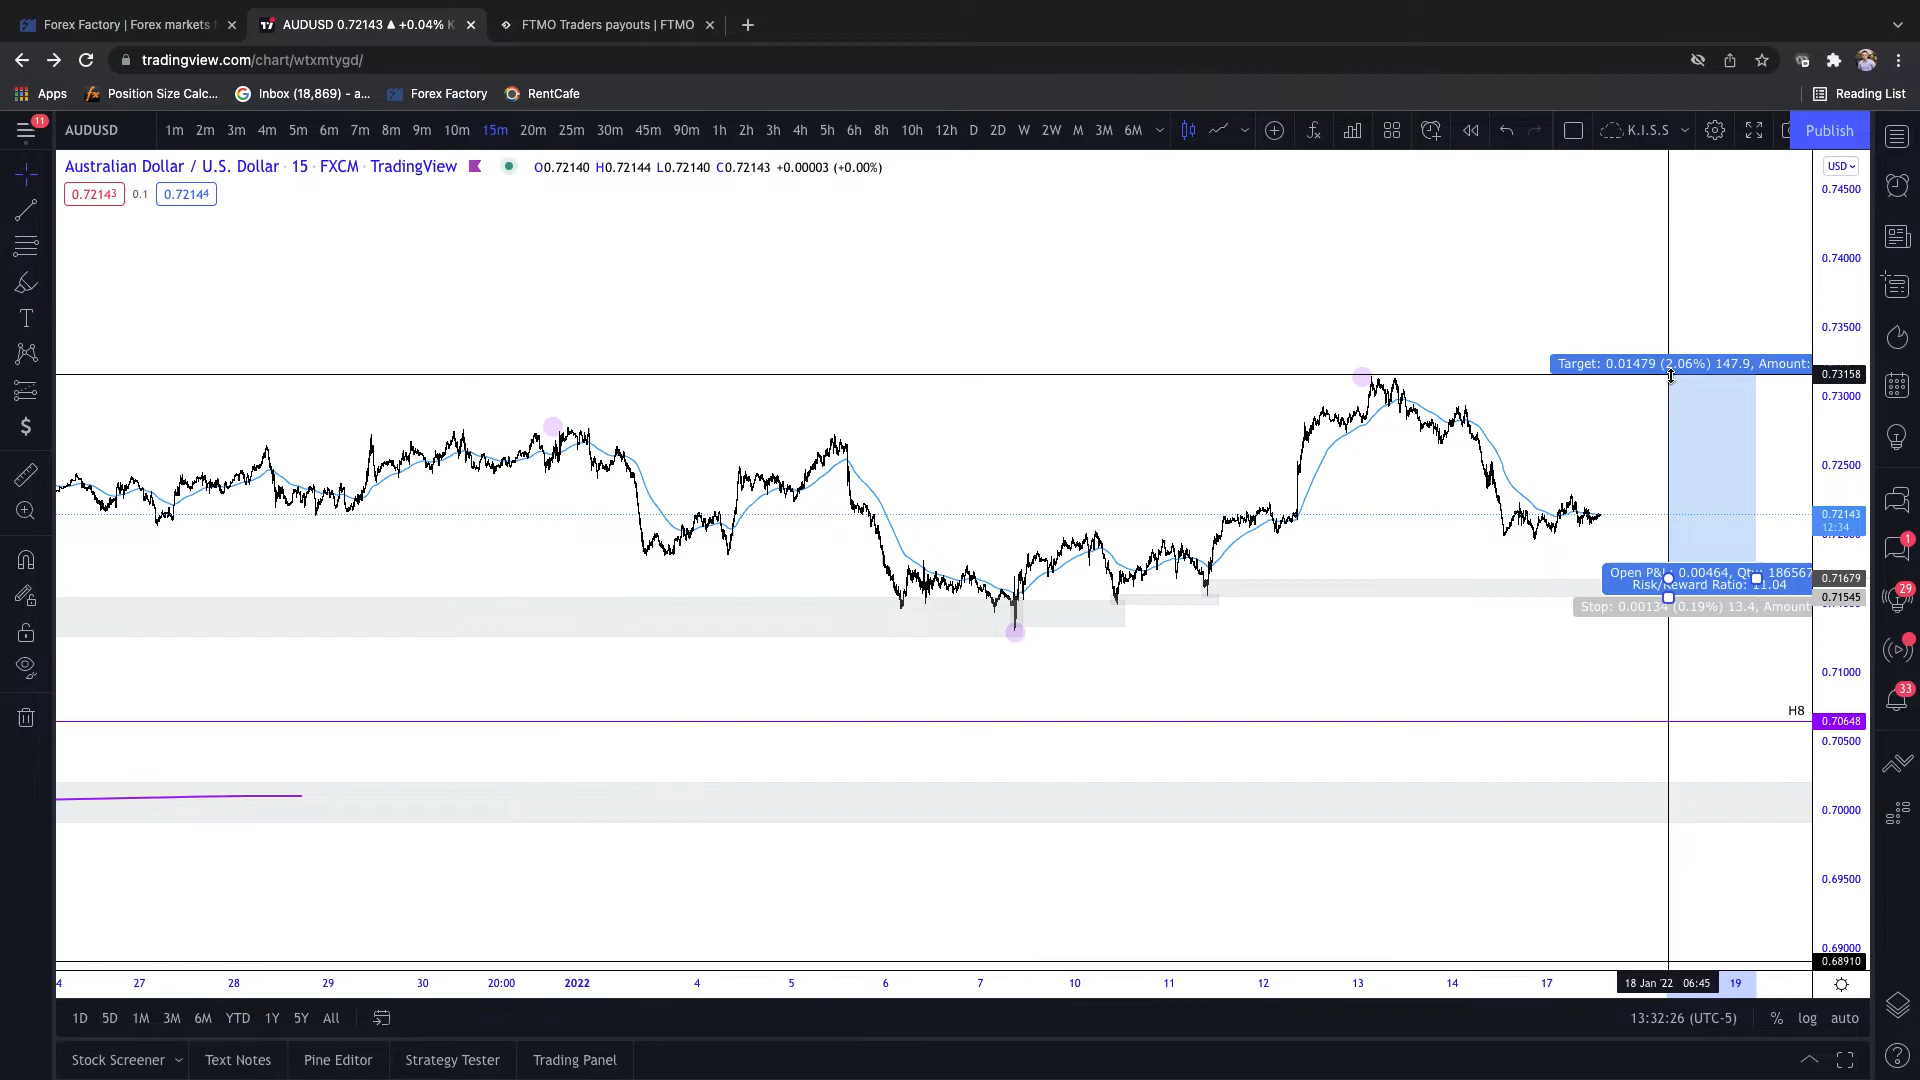 Forex Factory | Forex markets f
AUDUSD 0.72143 ▲ +0.04% K
FTMO Traders payouts | FTMO
tradingview.com/chart/wtxmtygd/
Apps
Position Size Calc...
Inbox (18,869) - a...
Forex Factory
RentCafe
Reading List
11
AUDUSD
1m 2m 3m 4m 5m 6m 7m 8m 9m 10m 15m 20m 25m 30m 45m 90m 1h 2h 3h 4h 5h 6h 8h 10h 12h D 2D W 2W M 3M 6M
K.I.S.S
Publish
Australian Dollar / U.S. Dollar · 15 · FXCM · TradingView
O0.72140 H0.72144 L0.72140 C0.72143 +0.00003 (+0.00%)
USD
0.72143 0.1 0.72144
0.74500
0.74000
0.73500
Target: 0.01479 (2.06%) 147.9, Amount:
0.73158
0.73000
0.72500
0.72143
12:34
Risk/Reward Ratio: 11.04
0.71679
0.71545
Stop: 0.00134 (0.19%) 13.4, Amount
0.71000
H8
0.70648
0.70500
0.70000
0.69500
0.69000
0.68910
1
29
33
4 27 28 29 30 20:00 2022 4 5 6 7 10 11 12 13 14 17 18 Jan '22 06:45 19
1D 5D 1M 3M 6M YTD 1Y 5Y All
13:32:26 (UTC-5) % log auto
Stock Screener
Text Notes
Pine Editor
Strategy Tester
Trading Panel